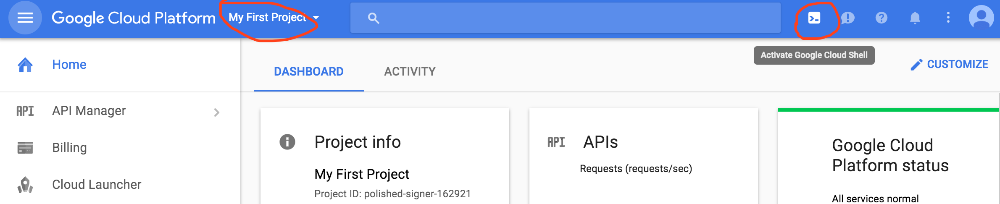 Google Cloud Platform
My First Project
Activate Google Cloud Shell
Home
DASHBOARD
ACTIVITY
CUSTOMIZE
API
API Manager
Billing
Cloud Launcher
Project info
My First Project
Project ID: polished-signer-162921
API
APIs
Requests (requests/sec)
Google Cloud
Platform status
All services normal